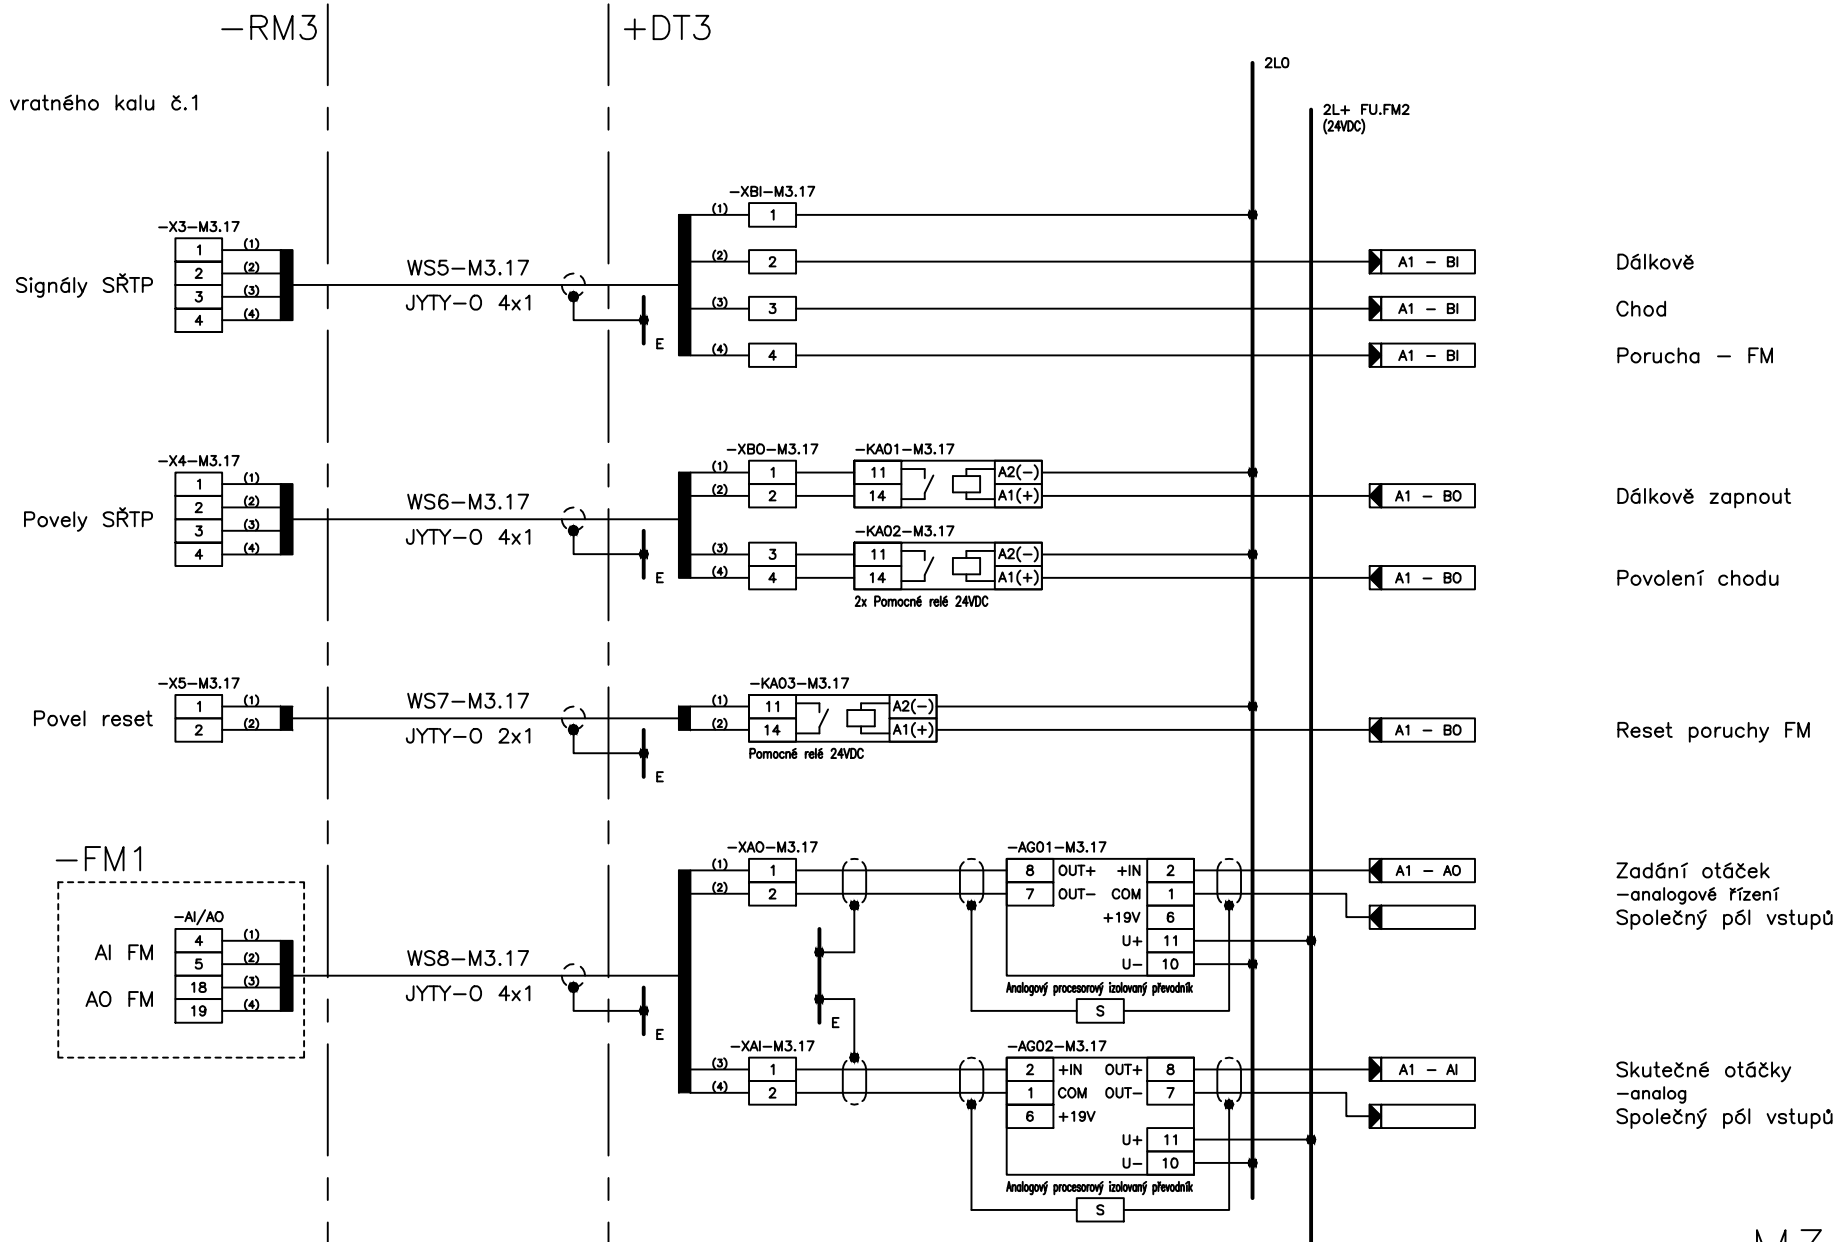 -RM3
+DT3
2L0
vratného kalu č.1
2L+ FU.FM2
(24VDC)
-XBI-M3.17
(1) 1
-X3-M3.17
Signály SŘTP
1 (1)
2 (2)
3 (3)
4 (4)
WS5-M3.17
JYTY-O 4x1
E
(2) 2 A1 - BI Dálkově
(3) 3 A1 - BI Chod
(4) 4 A1 - BI Porucha - FM
-X4-M3.17
Povely SŘTP
1 (1)
2 (2)
3 (3)
4 (4)
WS6-M3.17
JYTY-O 4x1
E
-XBO-M3.17 -KA01-M3.17
(1) 1 11 A2(-)
(2) 2 14 A1(+) A1 - BO Dálkově zapnout
-KA02-M3.17
(3) 3 11 A2(-)
(4) 4 14 A1(+) A1 - BO Povolení chodu
2x Pomocné relé 24VDC
-X5-M3.17
Povel reset
1 (1)
2 (2)
WS7-M3.17
JYTY-O 2x1
E
-KA03-M3.17
(1) 11 A2(-)
(2) 14 A1(+) A1 - BO Reset poruchy FM
Pomocné relé 24VDC
-FM1
-AI/AO
AI FM
AO FM
4 (1)
5 (2)
18 (3)
19 (4)
WS8-M3.17
JYTY-O 4x1
E
-XAO-M3.17 -AG01-M3.17
(1) 1 8 OUT+ +IN 2 A1 - AO Zadání otáček
(2) 2 7 OUT- COM 1 -analogové řízení
+19V 6 Společný pól vstupů
U+ 11
U- 10
Analogový procesorový izolovaný převodník
S
E
-XAI-M3.17 -AG02-M3.17
(3) 1 2 +IN OUT+ 8 A1 - AI Skutečné otáčky
(4) 2 1 COM OUT- 7 -analog
6 +19V Společný pól vstupů
U+ 11
U- 10
Analogový procesorový izolovaný převodník
S